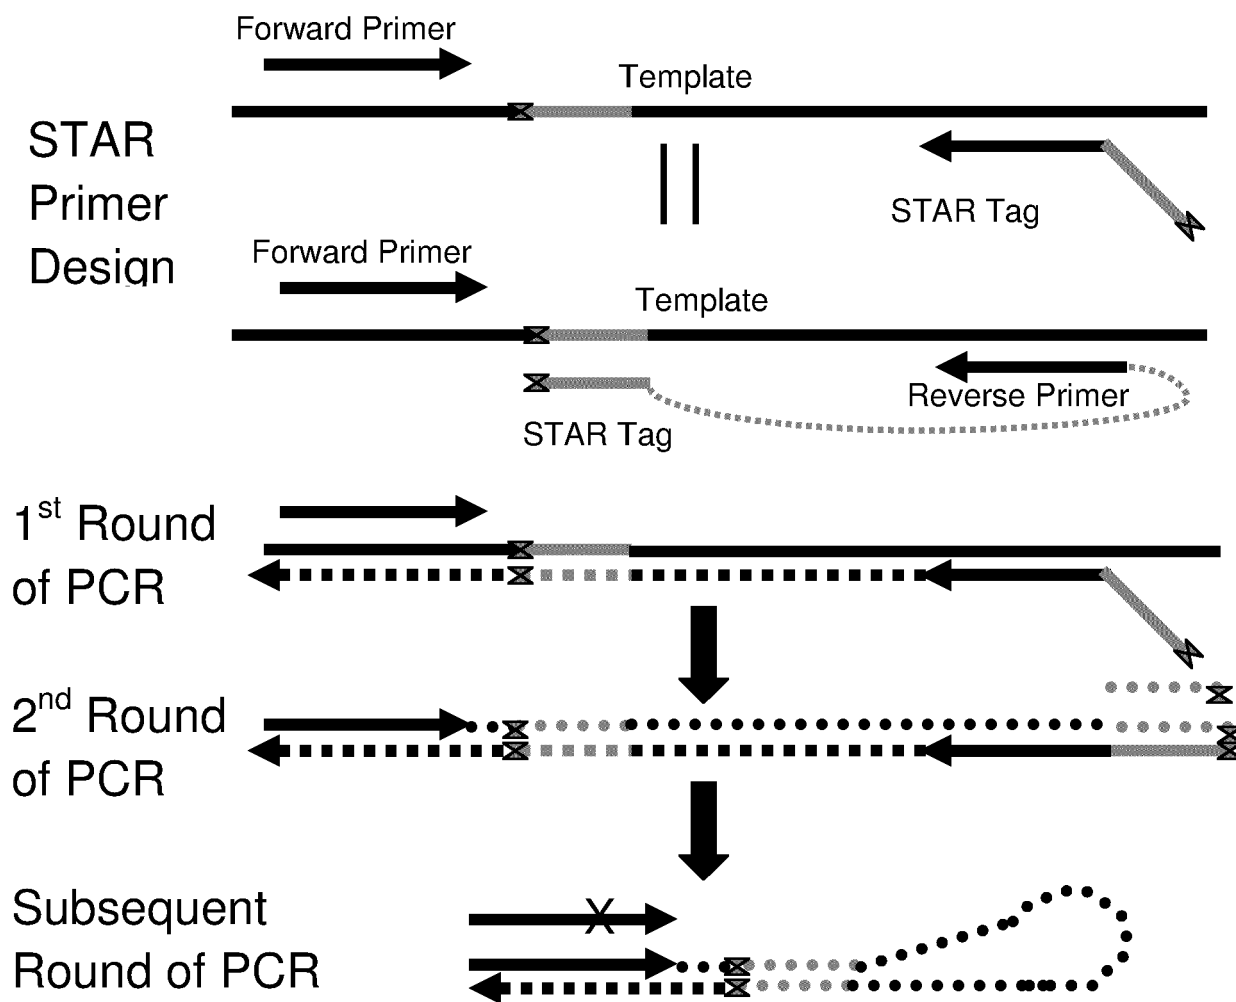 Forward Primer
Template
STAR
Primer
Design
STAR Tag
Forward Primer
Template
Reverse Primer
STAR Tag
1st Round
of PCR
2nd Round
of PCR
X
Subsequent
Round of PCR